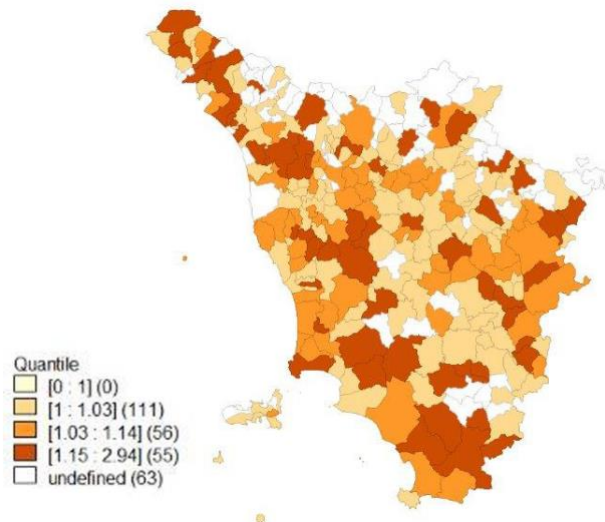 Quantile
[0 : 1] (0)
[1 : 1.03] (111)
[1.03 : 1.14] (56)
[1.15 : 2.94] (55)
undefined (63)